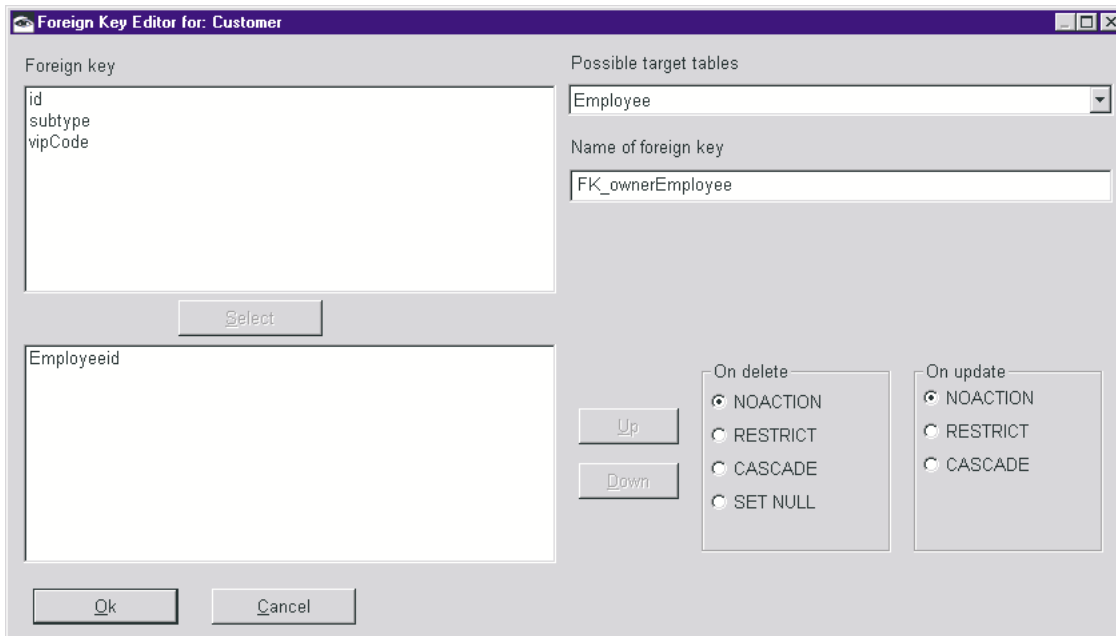 Foreign Key Editor for: Customer
Foreign key
id
subtype
vipCode
Select
Employeeid
Possible target tables
Employee
Name of foreign key
FK_ownerEmployee
Up
Down
On delete
NOACTION
RESTRICT
CASCADE
SET NULL
On update
NOACTION
RESTRICT
CASCADE
Ok
Cancel